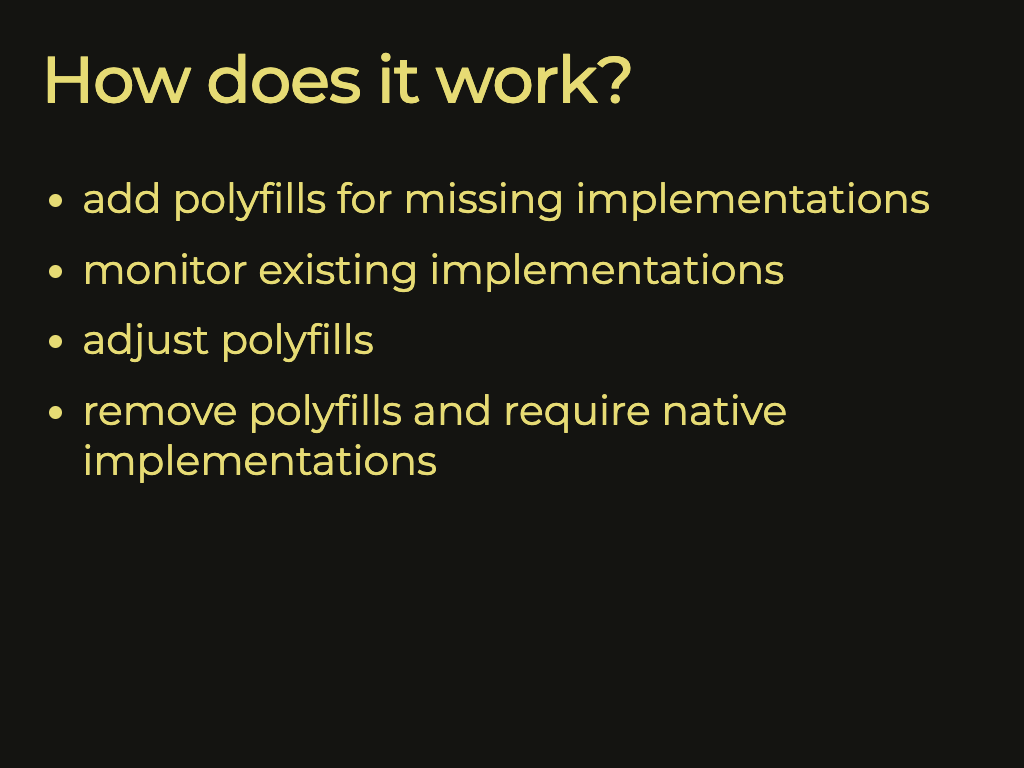 How does it work?
• add polyfills for missing implementations
• monitor existing implementations
• adjust polyfills
• remove polyfills and require native
implementations